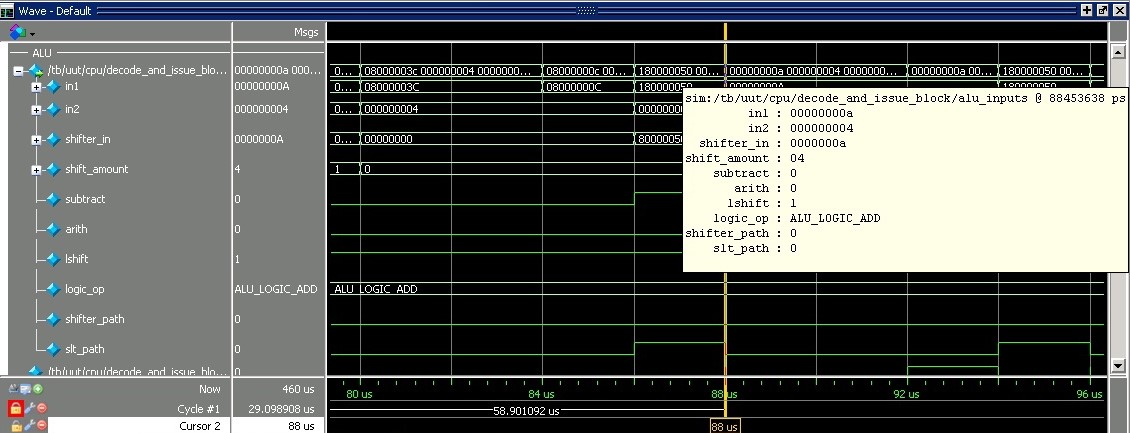 Wave - Default
Msgs
ALU
/tb/uut/cpu/decode_and_issue_blo... 00000000a 000... 0... 08000003c 000000004 0000000... 08000000c 00... 180000050 00... 00000000a 000000004 0000000... 00000000a 00... 180000050 00...
in1 00000000A 0... 08000003C 08000000C 180000050 00000000A 180000050
in2 000000004 0... 000000004
shifter_in 0000000A 0... 00000000
shift_amount 4 1 0
subtract 0
arith 0
lshift 1
logic_op ALU_LOGIC_ADD ALU_LOGIC_ADD
shifter_path 0
slt_path 0
/tb/uut/cpu/decode_and_issue_blo...
sim:/tb/uut/cpu/decode_and_issue_block/alu_inputs @ 88453638 ps
in1 : 00000000a
in2 : 000000004
shifter_in : 0000000a
shift_amount : 04
subtract : 0
arith : 0
lshift : 1
logic_op : ALU_LOGIC_ADD
shifter_path : 0
slt_path : 0
Now 460 us 80 us 84 us 88 us 92 us 96 us
Cycle #1 29.098908 us 58.901092 us
Cursor 2 88 us 88 us